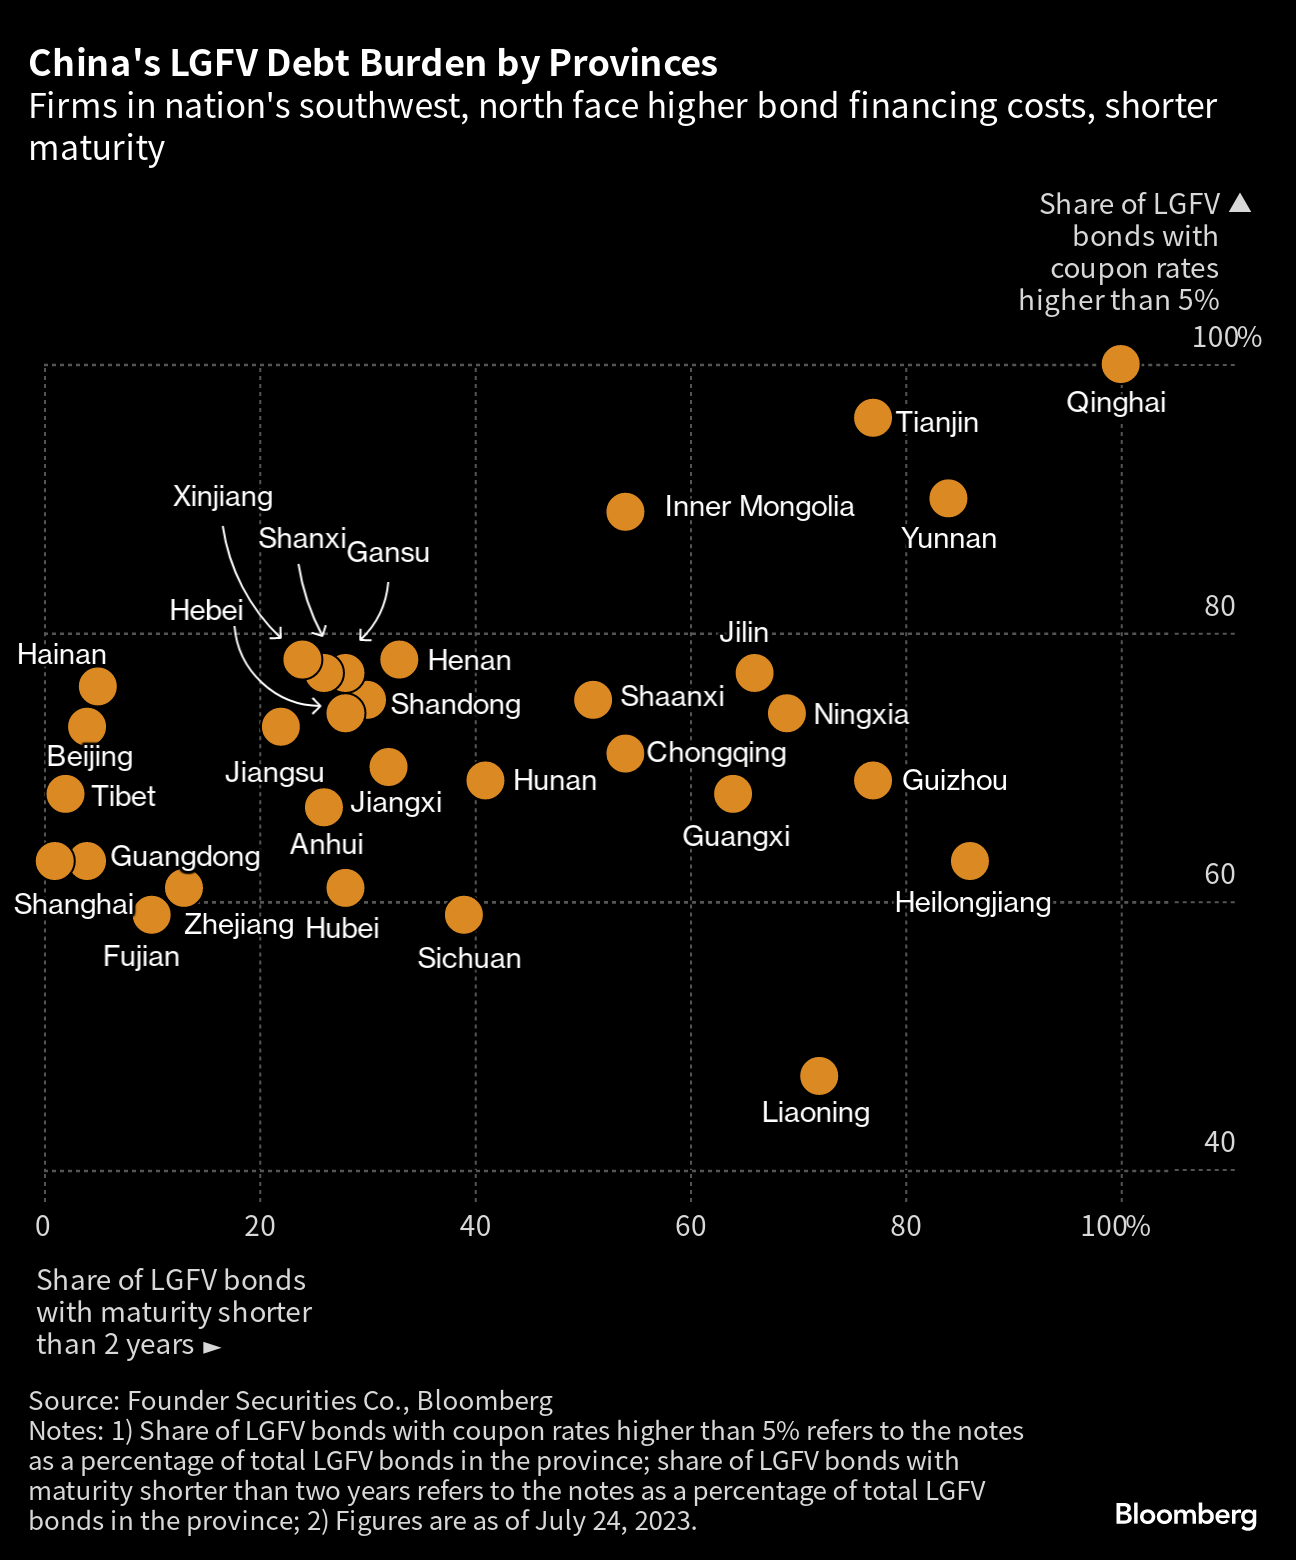 China's LGFV Debt Burden by Provinces
Firms in nation's southwest, north face higher bond financing costs, shorter
maturity
Share of LGFV ▲
bonds with
coupon rates
higher than 5%
100%
Qinghai
Tianjin
Xinjiang
Inner Mongolia
Yunnan
Shanxi
Gansu
80
Hebei
Jilin
Hainan
Henan
Shaanxi
Shandong
Ningxia
Beijing
Chongqing
Jiangsu
Hunan
Guizhou
Tibet
Jiangxi
Guangxi
Anhui
Guangdong
60
Shanghai
Heilongjiang
Zhejiang
Hubei
Fujian
Sichuan
Liaoning
40
0
20
40
60
80
100%
Share of LGFV bonds
with maturity shorter
than 2 years ►
Source: Founder Securities Co., Bloomberg
Notes: 1) Share of LGFV bonds with coupon rates higher than 5% refers to the notes
as a percentage of total LGFV bonds in the province; share of LGFV bonds with
maturity shorter than two years refers to the notes as a percentage of total LGFV
bonds in the province; 2) Figures are as of July 24, 2023.
Bloomberg